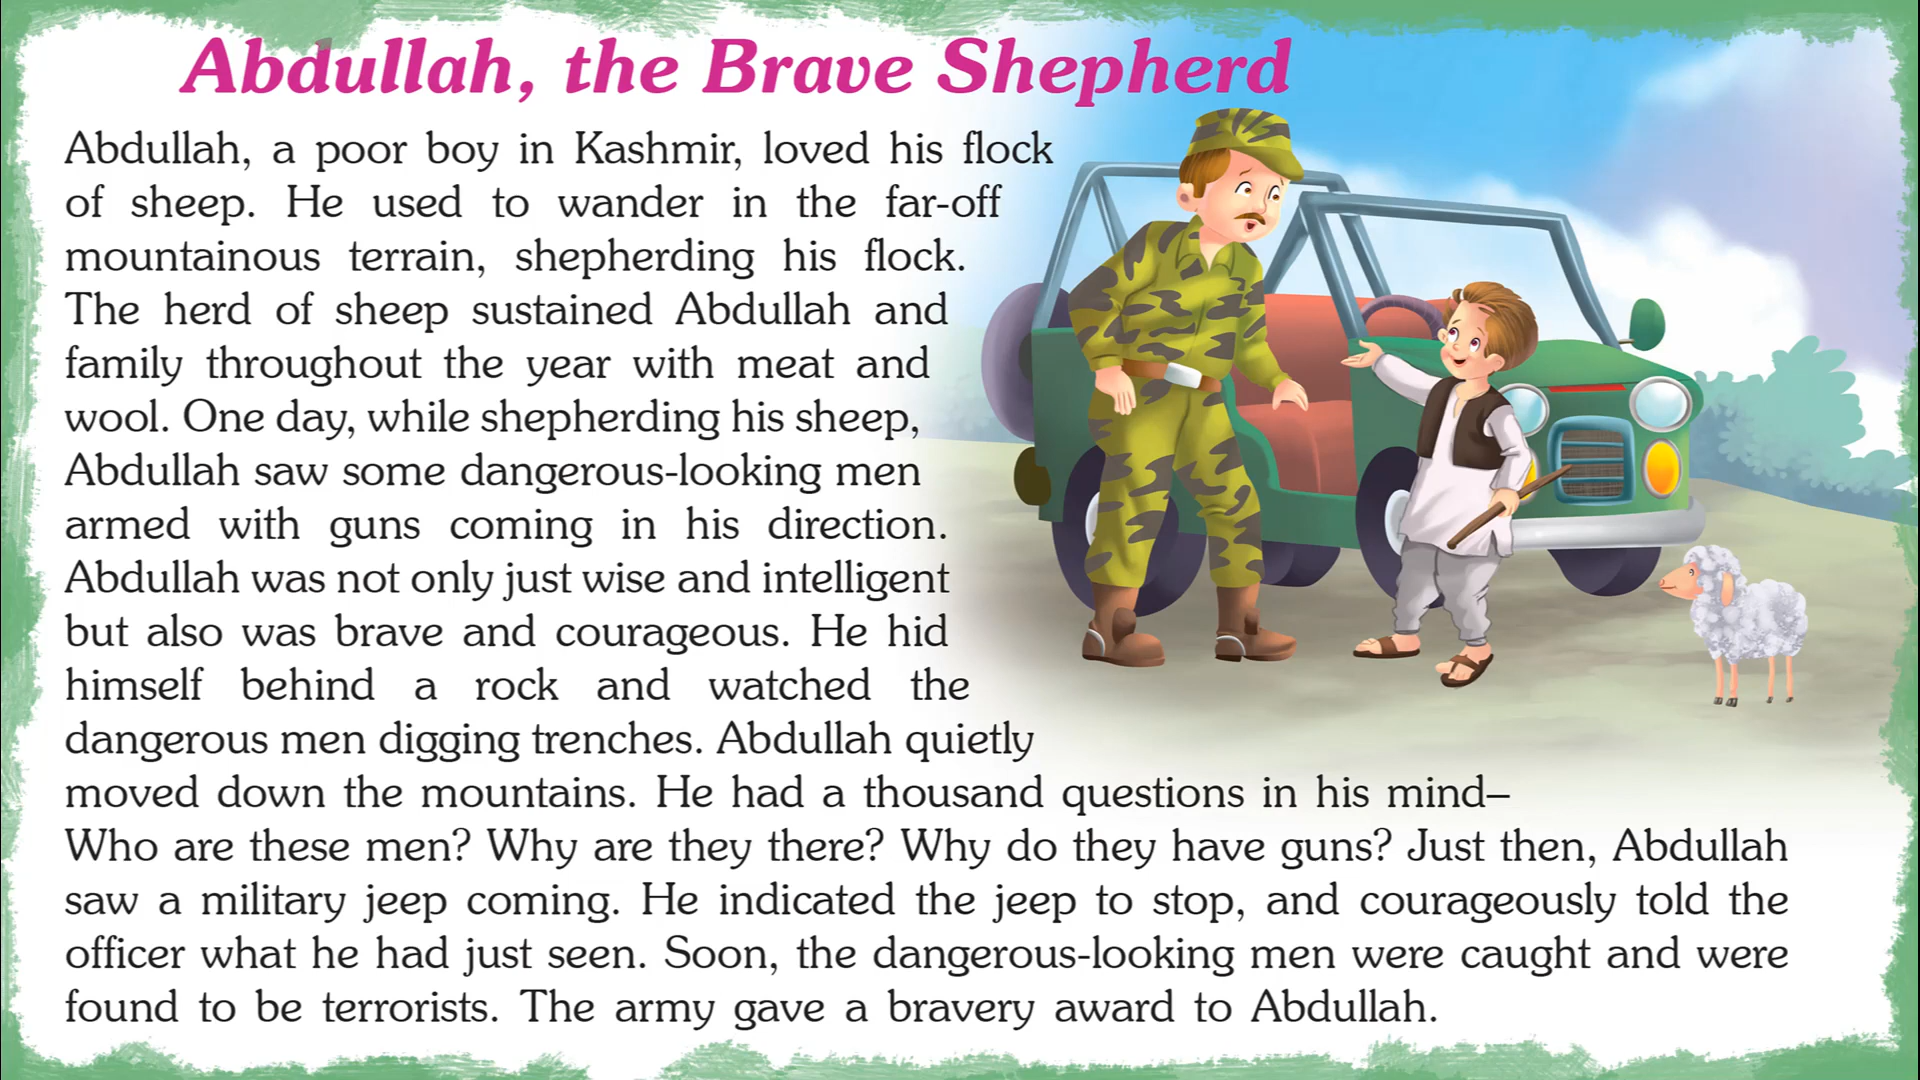 Abdullah, the Brave Shepherd
Abdullah, a poor boy in Kashmir, loved his flock
of sheep. He used to wander in the far-off
mountainous terrain, shepherding his flock.
The herd of sheep sustained Abdullah and
family throughout the year with meat and
wool. One day, while shepherding his sheep,
Abdullah saw some dangerous-looking men
armed with guns coming in his direction.
Abdullah was not only just wise and intelligent
but also was brave and courageous. He hid
himself behind a rock and watched the
dangerous men digging trenches. Abdullah quietly
moved down the mountains. He had a thousand questions in his mind–
Who are these men? Why are they there? Why do they have guns? Just then, Abdullah
saw a military jeep coming. He indicated the jeep to stop, and courageously told the
officer what he had just seen. Soon, the dangerous-looking men were caught and were
found to be terrorists. The army gave a bravery award to Abdullah.